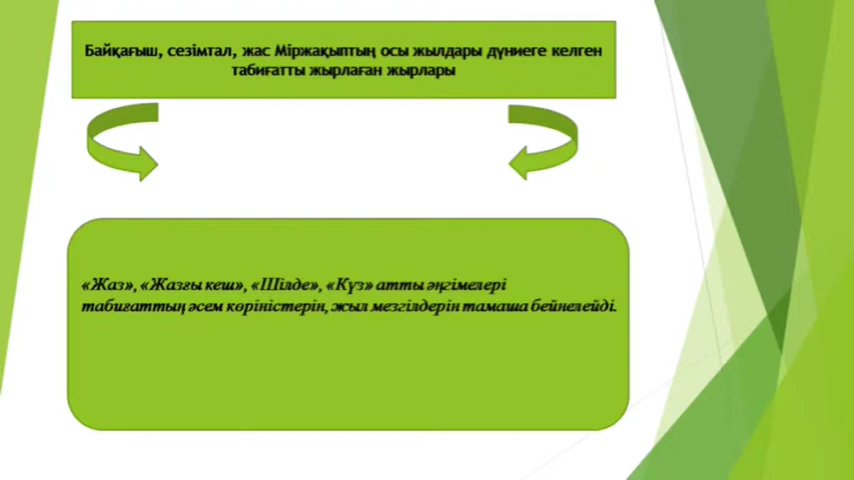 Байқағыш, сезімтал, жас Міржақыптың осы жылдары дүниеге келген
табиғатты жырлаған жырлары
«Жаз», «Жазғы кеш», «Шілде», «Күз» атты әңгімелері
табиғаттың әсем көріністерін, жыл мезгілдерін тамаша бейнелейді.